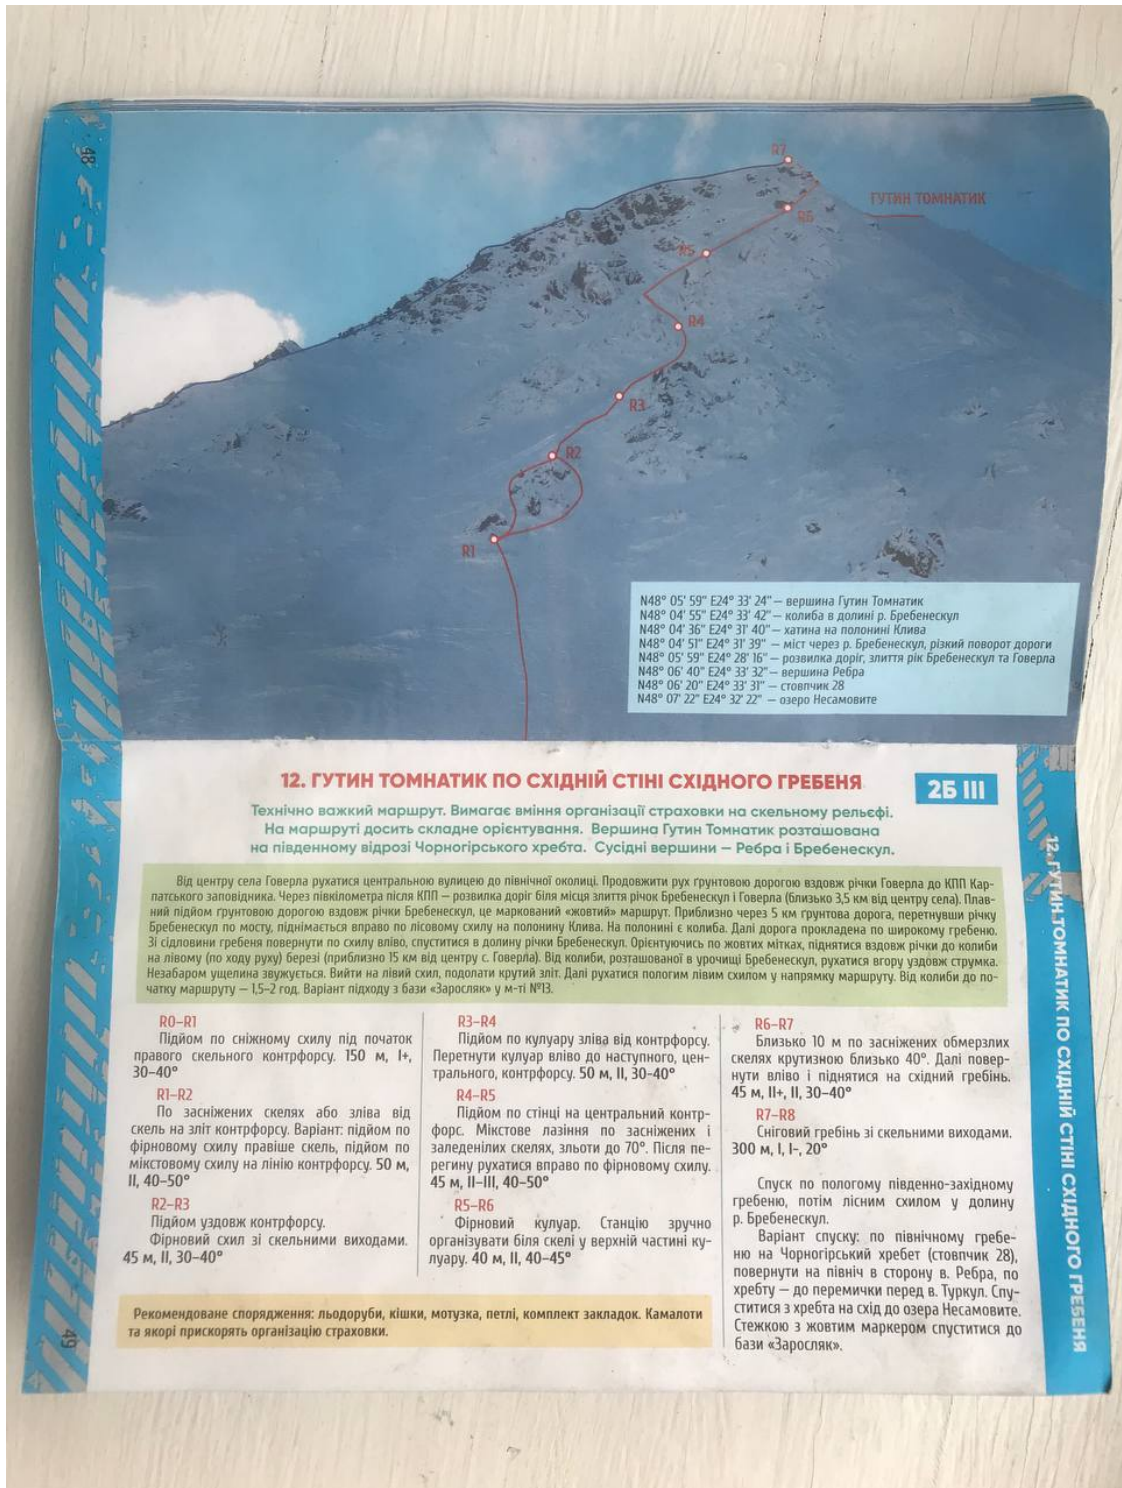 48
R7
ГУТИН ТОМНАТИК
R6
R5
R4
R3
R2
R1
N48° 05' 59" E24° 33' 24" — вершина Гутин Томнатик
N48° 04' 55" E24° 33' 42" — колиба в долині р. Бребенескул
N48° 04' 36" E24° 31' 40" — хатина на полонині Клива
N48° 04' 51" E24° 31' 39" — міст через р. Бребенескул, різкий поворот дороги
N48° 05' 59" E24° 28' 16" — розвилка доріг, злиття рік Бребенескул та Говерла
N48° 06' 40" E24° 33' 32" — вершина Ребра
N48° 06' 20" E24° 33' 31" — стовпчик 28
N48° 07' 22" E24° 32' 22" — озеро Несамовите
12. ГУТИН ТОМНАТИК ПО СХІДНІЙ СТІНІ СХІДНОГО ГРЕБЕНЯ
2Б III
Технічно важкий маршрут. Вимагає вміння організації страховки на скельному рельєфі.
На маршруті досить складне орієнтування. Вершина Гутин Томнатик розташована
на південному відрозі Чорногірського хребта. Сусідні вершини — Ребра і Бребенескул.
Від центру села Говерла рухатися центральною вулицею до північної околиці. Продовжити рух ґрунтовою дорогою вздовж річки Говерла до КПП Кар-
патського заповідника. Через півкілометра після КПП — розвилка доріг біля місця злиття річок Бребенескул і Говерла (близько 3,5 км від центру села). Плав-
ний підйом ґрунтовою дорогою вздовж річки Бребенескул, це маркований «жовтий» маршрут. Приблизно через 5 км ґрунтова дорога, перетнувши річку
Бребенескул по мосту, піднімається вправо по лісовому схилу на полонину Клива. На полонині є колиба. Далі дорога прокладена по широкому гребеню.
Зі сідловини гребеня повернути по схилу вліво, спуститися в долину річки Бребенескул. Орієнтуючись по жовтих мітках, піднятися вздовж річки до колиби
на лівому (по ходу руху) березі (приблизно 15 км від центру с. Говерла). Від колиби, розташованої в урочищі Бребенескул, рухатися вгору уздовж струмка.
Незабаром ущелина звужується. Вийти на лівий схил, подолати крутий зліт. Далі рухатися пологим лівим схилом у напрямку маршруту. Від колиби до по-
чатку маршруту — 1,5–2 год. Варіант підходу з бази «Заросляк» у м-ті №13.
R0–R1
Підйом по сніжному схилу під початок
правого скельного контрфорсу. 150 м, I+,
30–40°
R1–R2
По засніжених скелях або зліва від
скель на зліт контрфорсу. Варіант: підйом по
фірновому схилу правіше скель, підйом по
мікстовому схилу на лінію контрфорсу. 50 м,
II, 40–50°
R2–R3
Підйом уздовж контрфорсу.
Фірновий схил зі скельними виходами.
45 м, II, 30–40°
R3–R4
Підйом по кулуару зліва від контрфорсу.
Перетнути кулуар вліво до наступного, цен-
трального, контрфорсу. 50 м, II, 30-40°
R4–R5
Підйом по стінці на центральний контр-
форс. Мікстове лазіння по засніжених і
заледенілих скелях, зльоти до 70°. Після пе-
регину рухатися вправо по фірновому схилу.
45 м, II–III, 40–50°
R5–R6
Фірновий кулуар. Станцію зручно
організувати біля скелі у верхній частині ку-
луару. 40 м, II, 40–45°
R6–R7
Близько 10 м по засніжених обмерзлих
скелях крутизною близько 40°. Далі повер-
нути вліво і піднятися на східний гребінь.
45 м, II+, II, 30–40°
R7–R8
Сніговий гребінь зі скельними виходами.
300 м, I, I-, 20°
Спуск по пологому південно-західному
гребеню, потім лісним схилом у долину
р. Бребенескул.
Варіант спуску: по північному гребе-
ню на Чорногірський хребет (стовпчик 28),
повернути на північ в сторону в. Ребра, по
хребту — до перемички перед в. Туркул. Спу-
ститися з хребта на схід до озера Несамовите.
Стежкою з жовтим маркером спуститися до
бази «Заросляк».
Рекомендоване спорядження: льодоруби, кішки, мотузка, петлі, комплект закладок. Камалоти
та якорі прискорять організацію страховки.
49
12. ГУТИН ТОМНАТИК ПО СХІДНІЙ СТІНІ СХІДНОГО ГРЕБЕНЯ